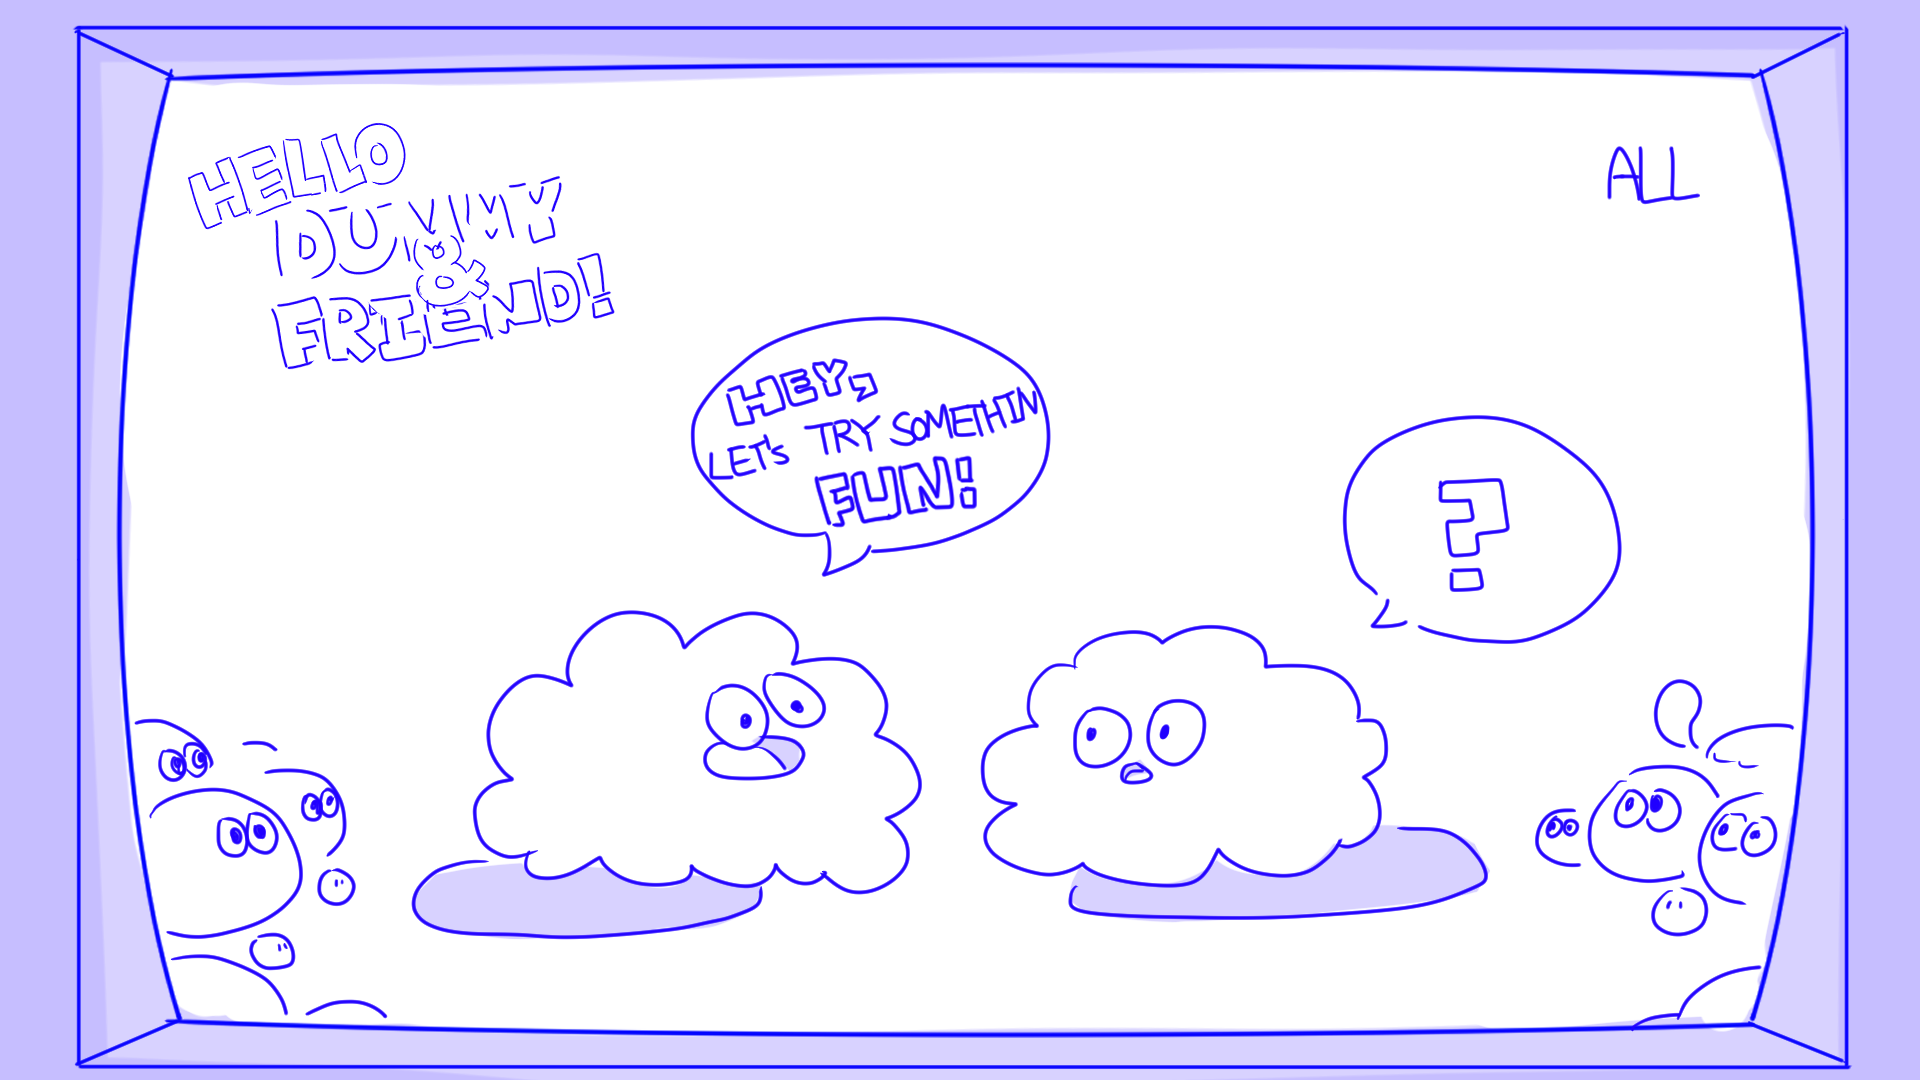 HELLO
DUMMY
&
FRIEND!
ALL
HEY,
LET'S TRY SOMETHIN
FUN!
?